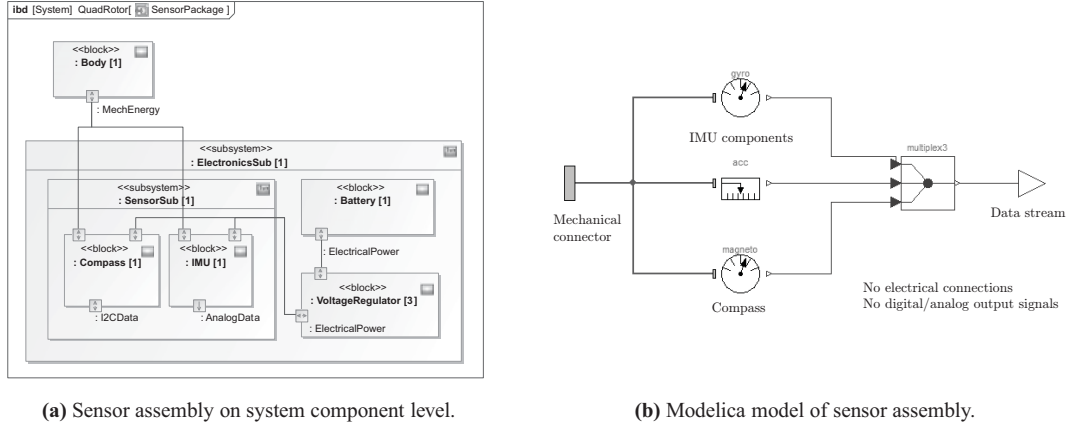 ibd [System] QuadRotor[ SensorPackage ]
<<block>>
: Body [1]
: MechEnergy
<<subsystem>>
: ElectronicsSub [1]
<<subsystem>>
: SensorSub [1]
<<block>>
: Battery [1]
<<block>>
: Compass [1]
<<block>>
: IMU [1]
: ElectricalPower
<<block>>
: VoltageRegulator [3]
: I2CData
: AnalogData
: ElectricalPower
(a) Sensor assembly on system component level.
gyro
IMU components
acc
multiplex3
Mechanical
connector
Data stream
magneto
Compass
No electrical connections
No digital/analog output signals
(b) Modelica model of sensor assembly.